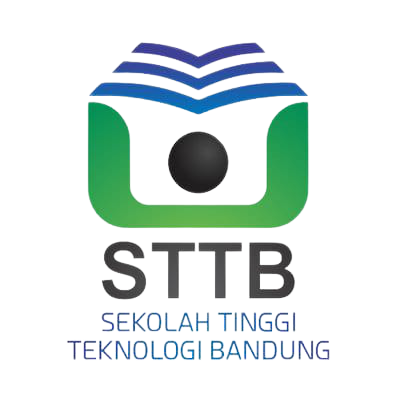 STTB
SEKOLAH TINGGI
TEKNOLOGI BANDUNG